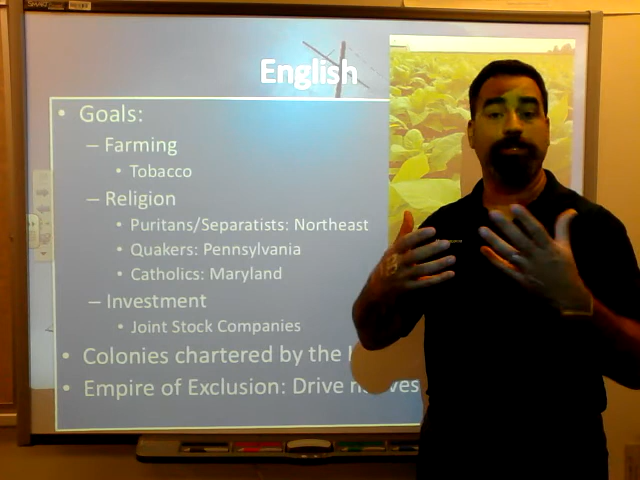 English
• Goals:
– Farming
• Tobacco
– Religion
• Puritans/Separatists: Northeast
• Quakers: Pennsylvania
• Catholics: Maryland
– Investment
• Joint Stock Companies
• Colonies chartered by the
• Empire of Exclusion: Drive